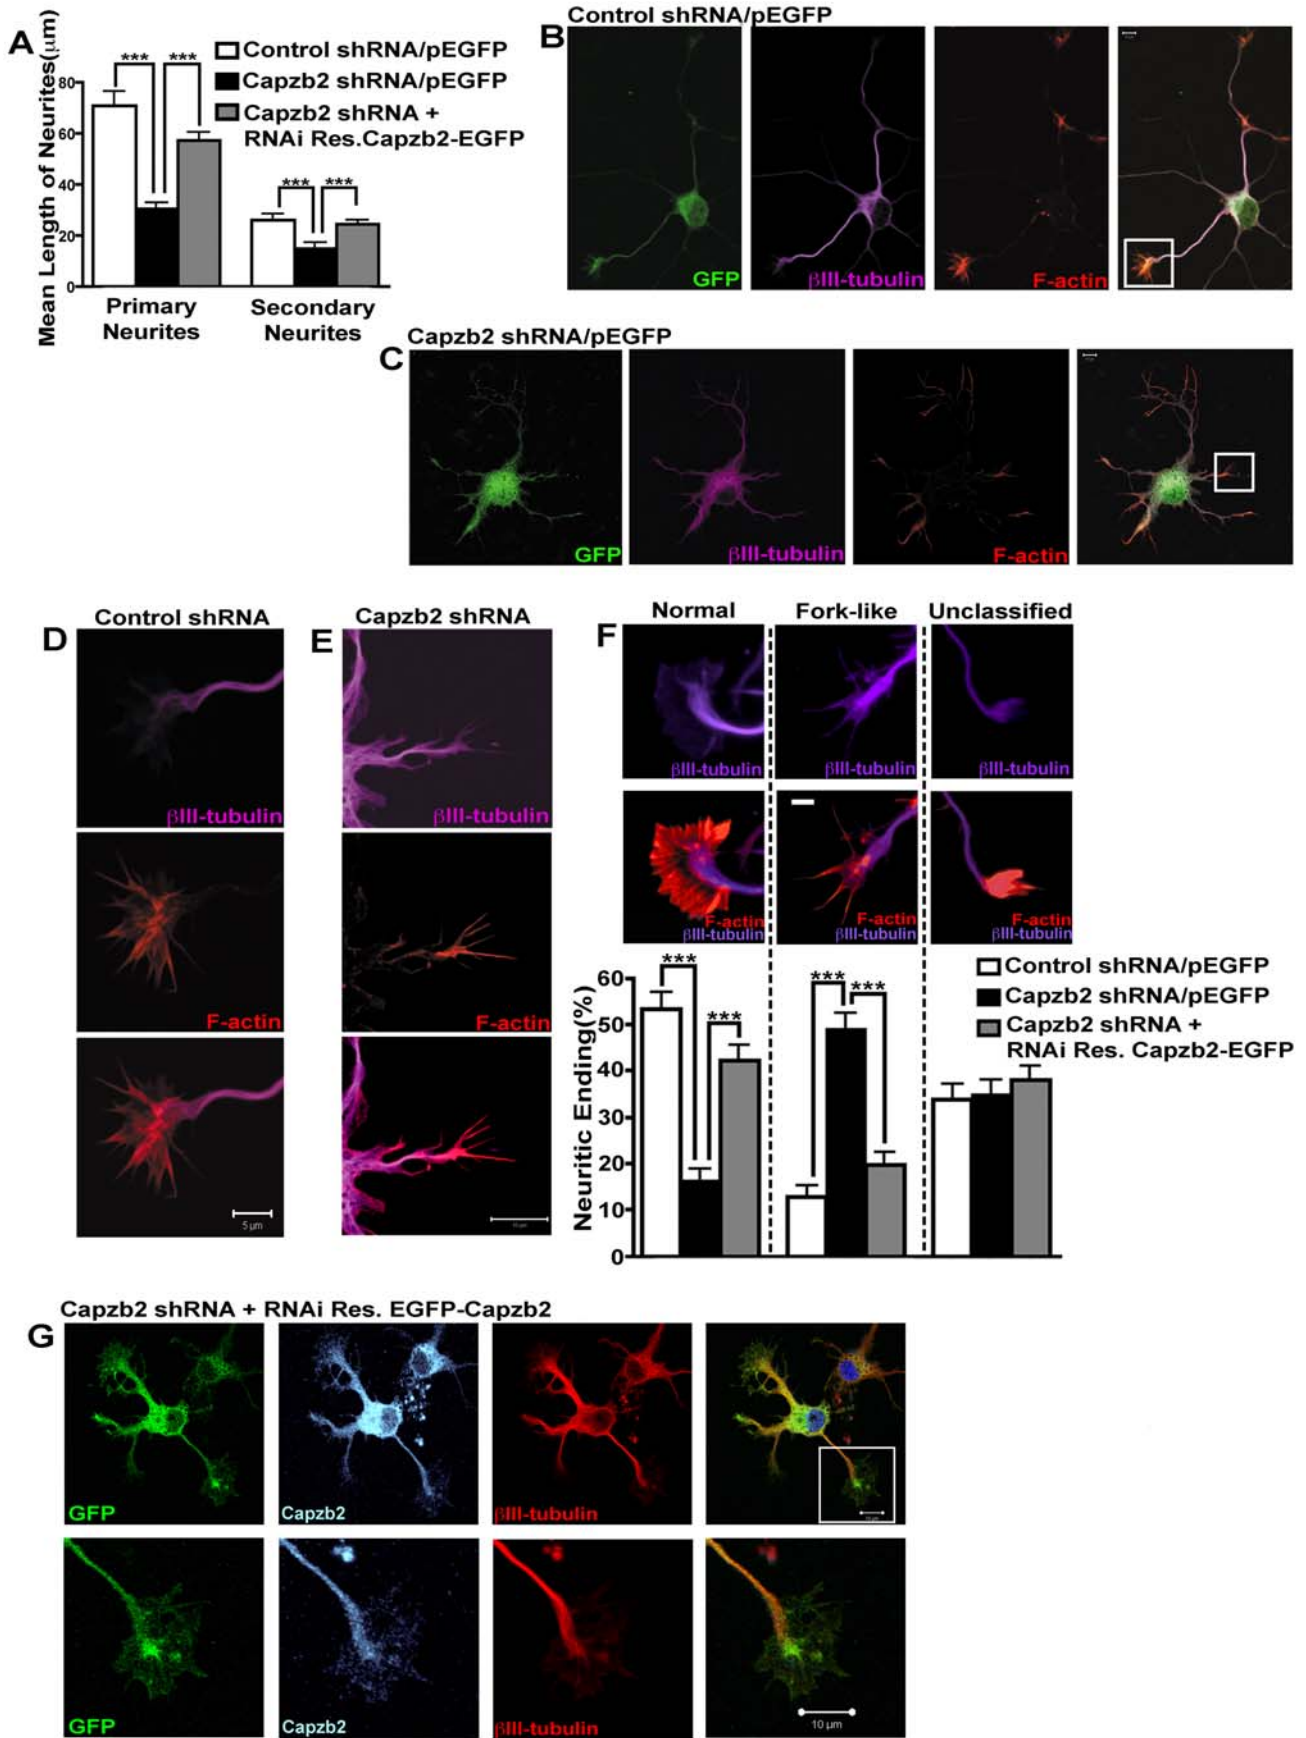 A
Mean Length of Neurites(μm)
80
60
40
20
0
***
***
***
***
Primary
Neurites
Secondary
Neurites
Control shRNA/pEGFP
Capzb2 shRNA/pEGFP
Capzb2 shRNA +
RNAi Res.Capzb2-EGFP
B
Control shRNA/pEGFP
GFP
βIII-tubulin
F-actin
C
Capzb2 shRNA/pEGFP
GFP
βIII-tubulin
F-actin
D
Control shRNA
βIII-tubulin
F-actin
5 μm
E
Capzb2 shRNA
βIII-tubulin
F-actin
F
Normal
Fork-like
Unclassified
βIII-tubulin
βIII-tubulin
βIII-tubulin
F-actin
βIII-tubulin
F-actin
βIII-tubulin
F-actin
βIII-tubulin
Neuritic Ending(%)
60
50
40
30
20
10
0
***
***
***
***
Control shRNA/pEGFP
Capzb2 shRNA/pEGFP
Capzb2 shRNA +
RNAi Res. Capzb2-EGFP
G
Capzb2 shRNA + RNAi Res. EGFP-Capzb2
GFP
Capzb2
βIII-tubulin
GFP
Capzb2
βIII-tubulin
10 μm